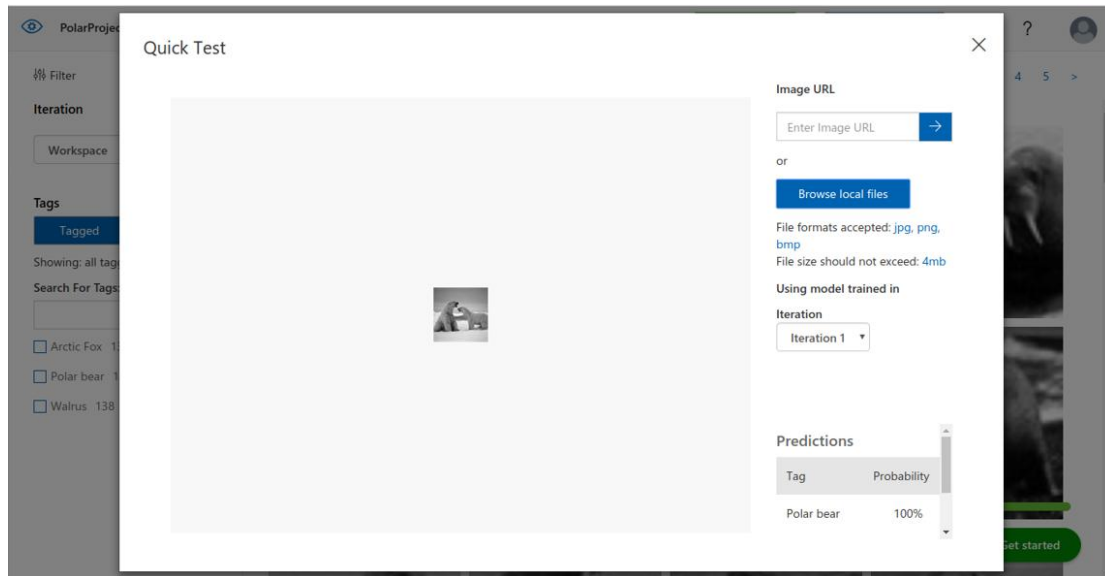 PolarProjec
?
Quick Test
Filter
4 5 >
Iteration
Workspace
Tags
Tagged
Showing: all tag
Search For Tags:
Arctic Fox 1
Polar bear 1
Walrus 138
Image URL
Enter Image URL
or
Browse local files
File formats accepted: jpg, png,
bmp
File size should not exceed: 4mb
Using model trained in
Iteration
Iteration 1
Predictions
Tag Probability
Polar bear 100%
Get started